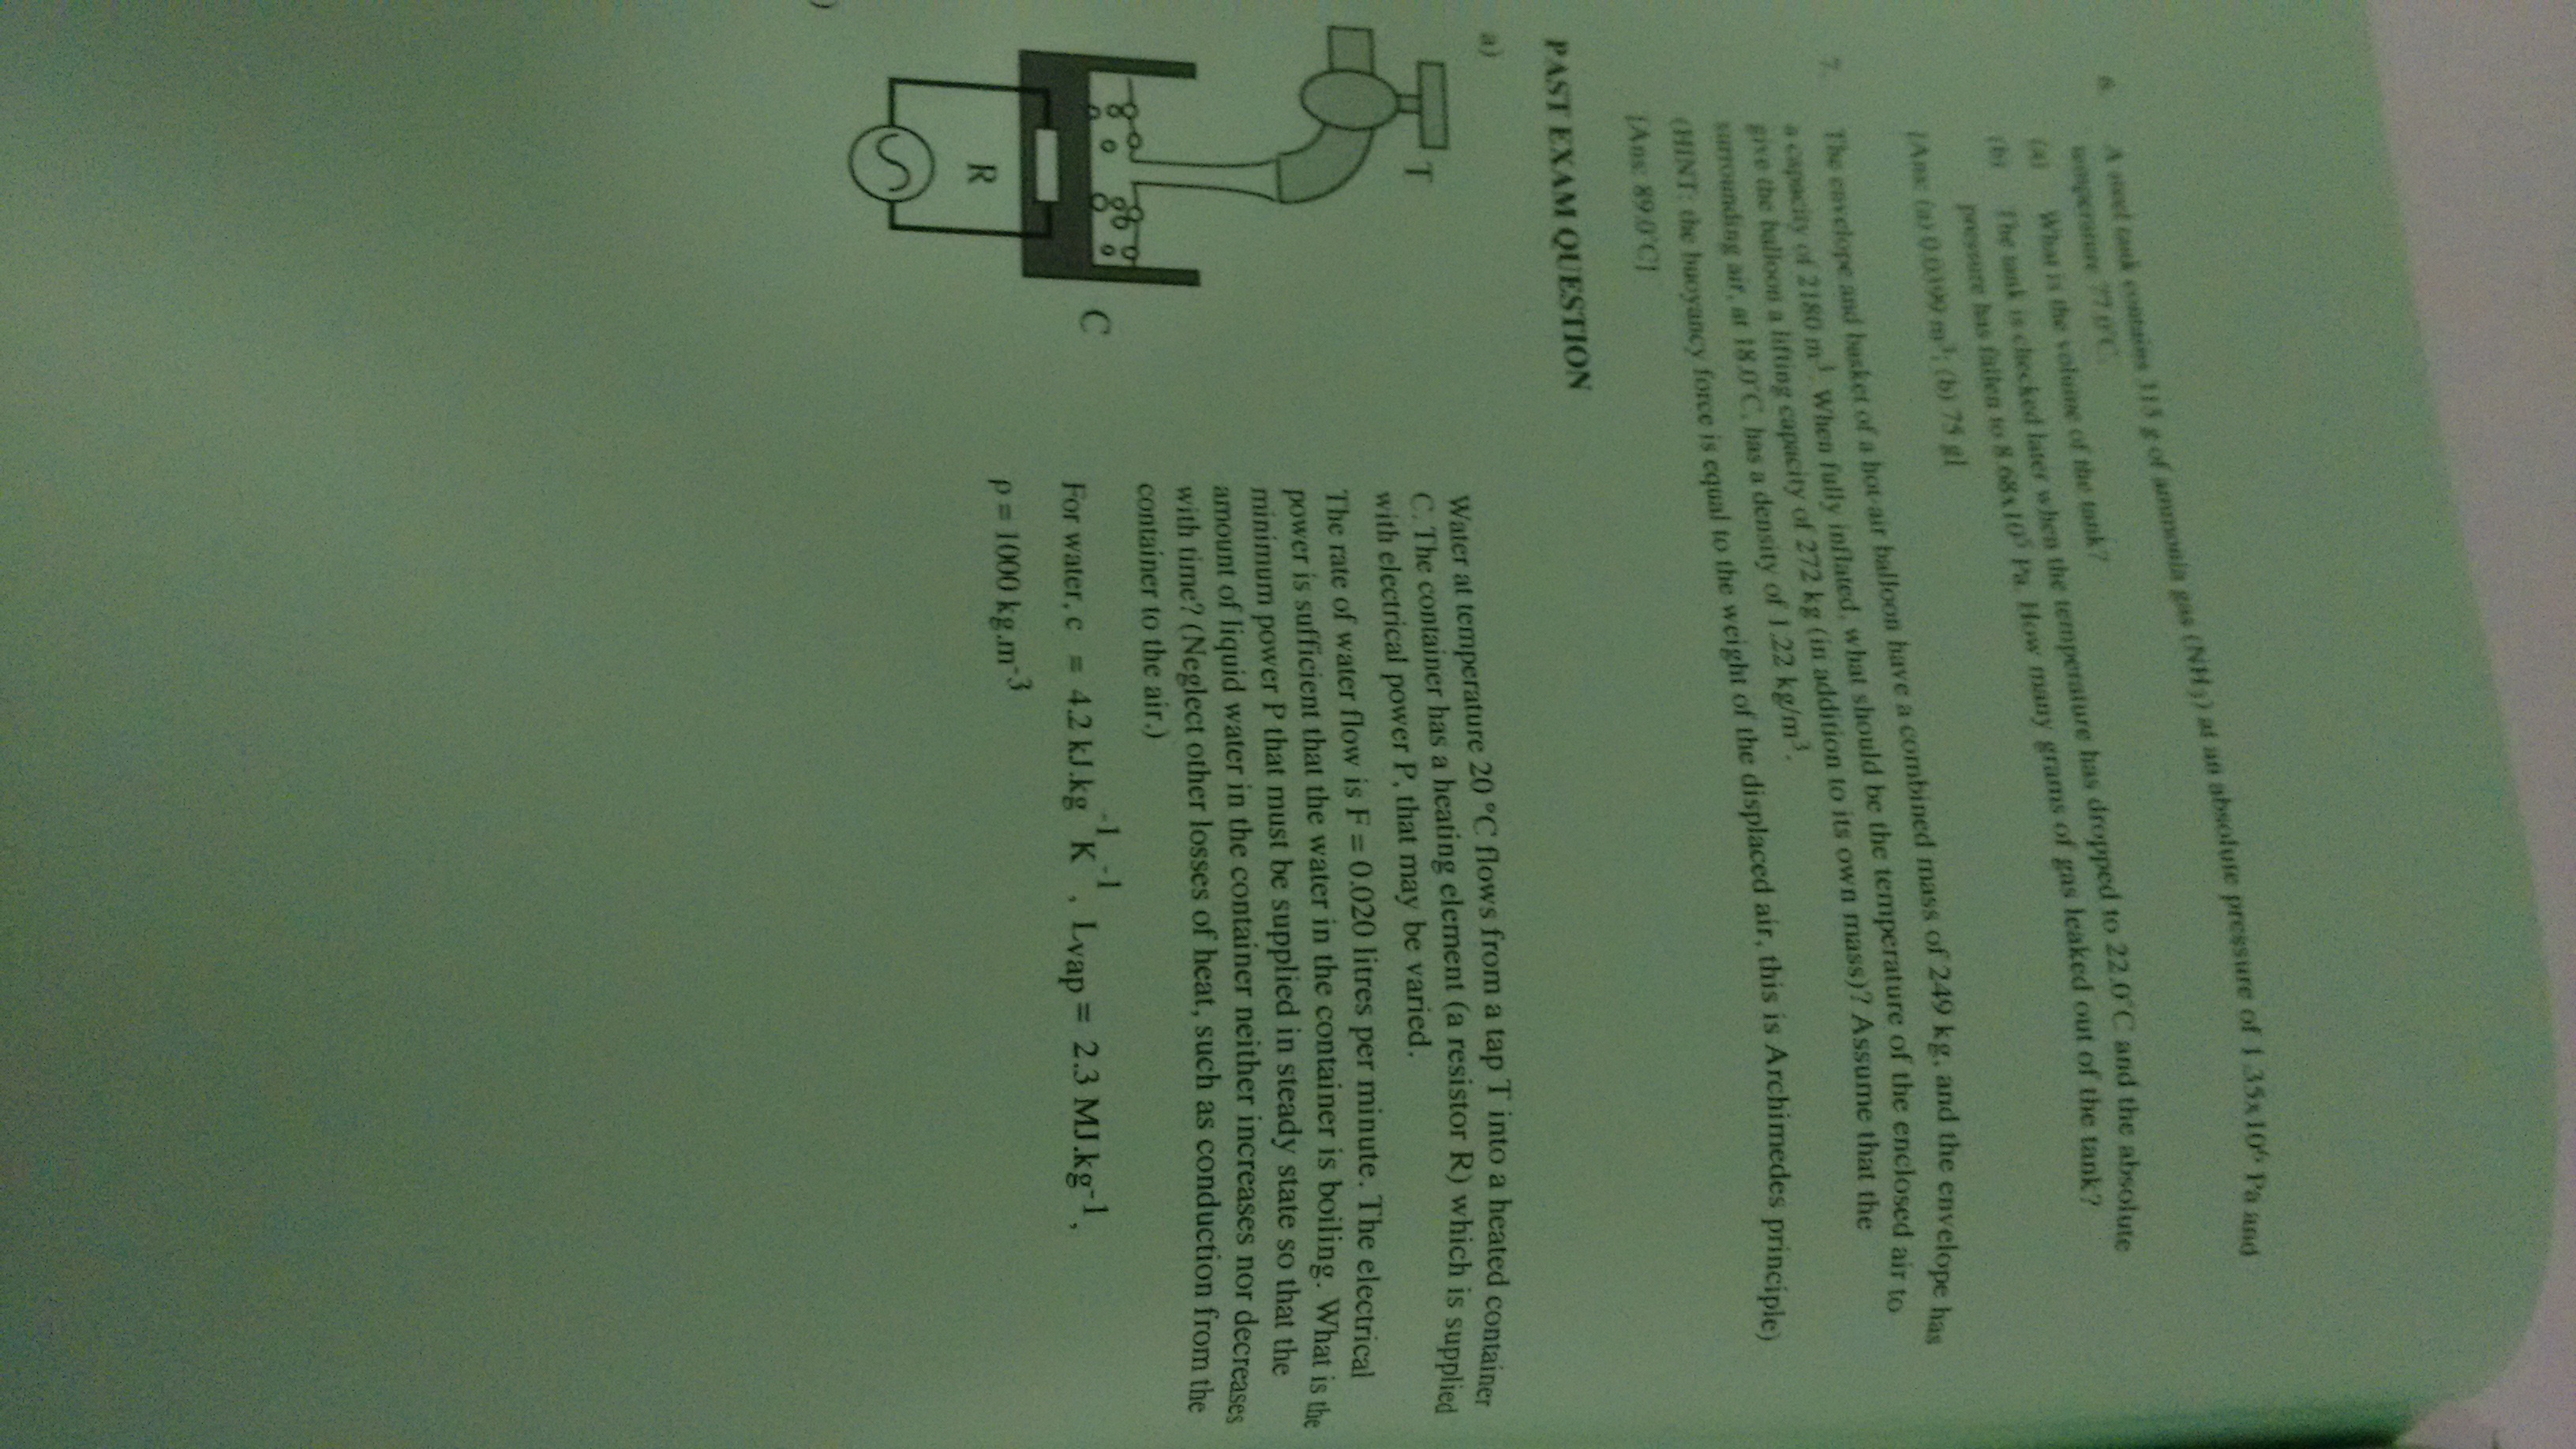 6. A steel tank contains 115 g of ammonia gas (NH3) at an absolute pressure of 1.35x10⁶ Pa and
temperature 77.0°C.
(a) What is the volume of the tank?
(b) The tank is checked later when the temperature has dropped to 22.0°C and the absolute
pressure has fallen to 8.68x10⁵ Pa. How many grams of gas leaked out of the tank?
[Ans: (a) 0.0199 m³; (b) 75 g]
7. The envelope and basket of a hot-air balloon have a combined mass of 249 kg, and the envelope has
a capacity of 2180 m³. When fully inflated, what should be the temperature of the enclosed air to
give the balloon a lifting capacity of 272 kg (in addition to its own mass)? Assume that the
surrounding air, at 18.0°C, has a density of 1.22 kg/m³.
(HINT: the buoyancy force is equal to the weight of the displaced air, this is Archimedes principle)
[Ans: 89.0°C]
PAST EXAM QUESTION
a)
T
C
R
Water at temperature 20 °C flows from a tap T into a heated container
C. The container has a heating element (a resistor R) which is supplied
with electrical power P, that may be varied.
The rate of water flow is F = 0.020 litres per minute. The electrical
power is sufficient that the water in the container is boiling. What is the
minimum power P that must be supplied in steady state so that the
amount of liquid water in the container neither increases nor decreases
with time? (Neglect other losses of heat, such as conduction from the
container to the air.)
For water, c = 4.2 kJ.kg⁻¹K⁻¹, Lvap = 2.3 MJ.kg⁻¹,
ρ = 1000 kg.m⁻³